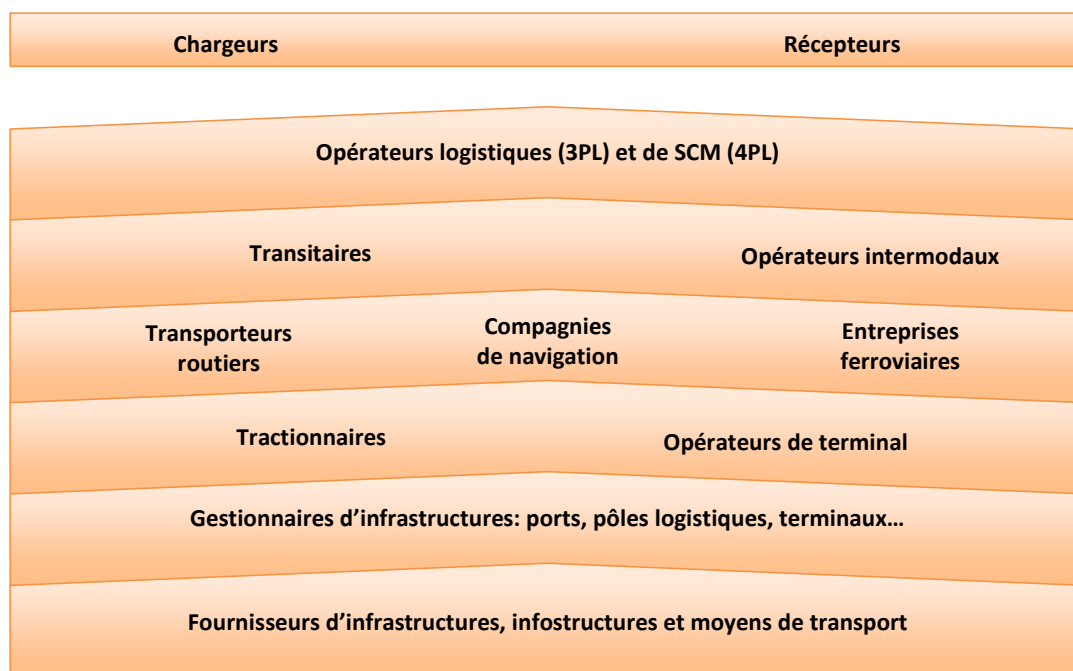 Chargeurs
Récepteurs
Opérateurs logistiques (3PL) et de SCM (4PL)
Transitaires
Opérateurs intermodaux
Transporteurs
routiers
Compagnies
de navigation
Entreprises
ferroviaires
Tractionnaires
Opérateurs de terminal
Gestionnaires d’infrastructures: ports, pôles logistiques, terminaux…
Fournisseurs d’infrastructures, infostructures et moyens de transport